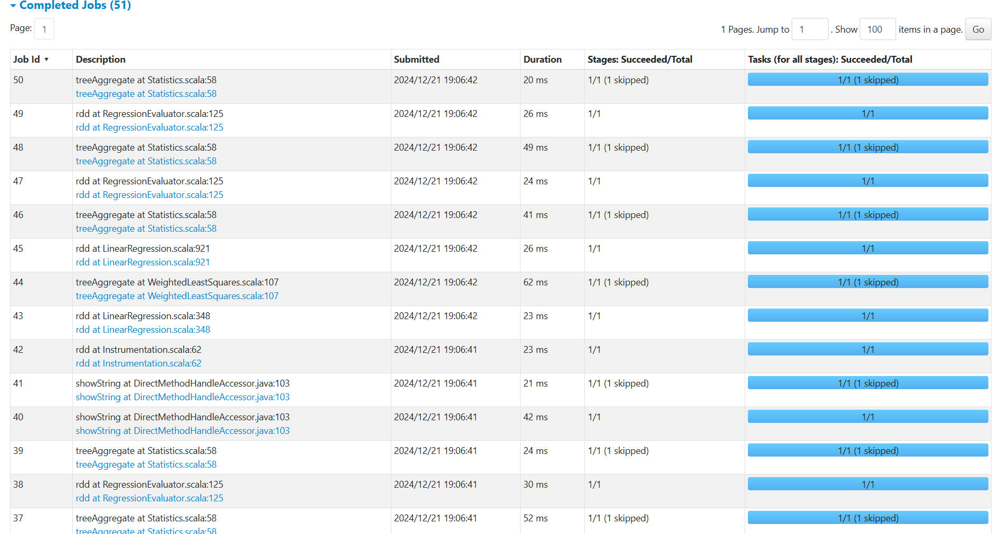 Completed Jobs (51)
Page: 1
1 Pages. Jump to 1 . Show 100 items in a page. Go
Job Id ▼ Description Submitted Duration Stages: Succeeded/Total Tasks (for all stages): Succeeded/Total
50 treeAggregate at Statistics.scala:58 2024/12/21 19:06:42 20 ms 1/1 (1 skipped) 1/1 (1 skipped)
treeAggregate at Statistics.scala:58
49 rdd at RegressionEvaluator.scala:125 2024/12/21 19:06:42 26 ms 1/1 1/1
rdd at RegressionEvaluator.scala:125
48 treeAggregate at Statistics.scala:58 2024/12/21 19:06:42 49 ms 1/1 (1 skipped) 1/1 (1 skipped)
treeAggregate at Statistics.scala:58
47 rdd at RegressionEvaluator.scala:125 2024/12/21 19:06:42 24 ms 1/1 1/1
rdd at RegressionEvaluator.scala:125
46 treeAggregate at Statistics.scala:58 2024/12/21 19:06:42 41 ms 1/1 (1 skipped) 1/1 (1 skipped)
treeAggregate at Statistics.scala:58
45 rdd at LinearRegression.scala:921 2024/12/21 19:06:42 26 ms 1/1 1/1
rdd at LinearRegression.scala:921
44 treeAggregate at WeightedLeastSquares.scala:107 2024/12/21 19:06:42 62 ms 1/1 (1 skipped) 1/1 (1 skipped)
treeAggregate at WeightedLeastSquares.scala:107
43 rdd at LinearRegression.scala:348 2024/12/21 19:06:42 23 ms 1/1 1/1
rdd at LinearRegression.scala:348
42 rdd at Instrumentation.scala:62 2024/12/21 19:06:41 23 ms 1/1 1/1
rdd at Instrumentation.scala:62
41 showString at DirectMethodHandleAccessor.java:103 2024/12/21 19:06:41 21 ms 1/1 (1 skipped) 1/1 (1 skipped)
showString at DirectMethodHandleAccessor.java:103
40 showString at DirectMethodHandleAccessor.java:103 2024/12/21 19:06:41 42 ms 1/1 1/1
showString at DirectMethodHandleAccessor.java:103
39 treeAggregate at Statistics.scala:58 2024/12/21 19:06:41 24 ms 1/1 (1 skipped) 1/1 (1 skipped)
treeAggregate at Statistics.scala:58
38 rdd at RegressionEvaluator.scala:125 2024/12/21 19:06:41 30 ms 1/1 1/1
rdd at RegressionEvaluator.scala:125
37 treeAggregate at Statistics.scala:58 2024/12/21 19:06:41 52 ms 1/1 (1 skipped) 1/1 (1 skipped)
treeAggregate at Statistics.scala:58